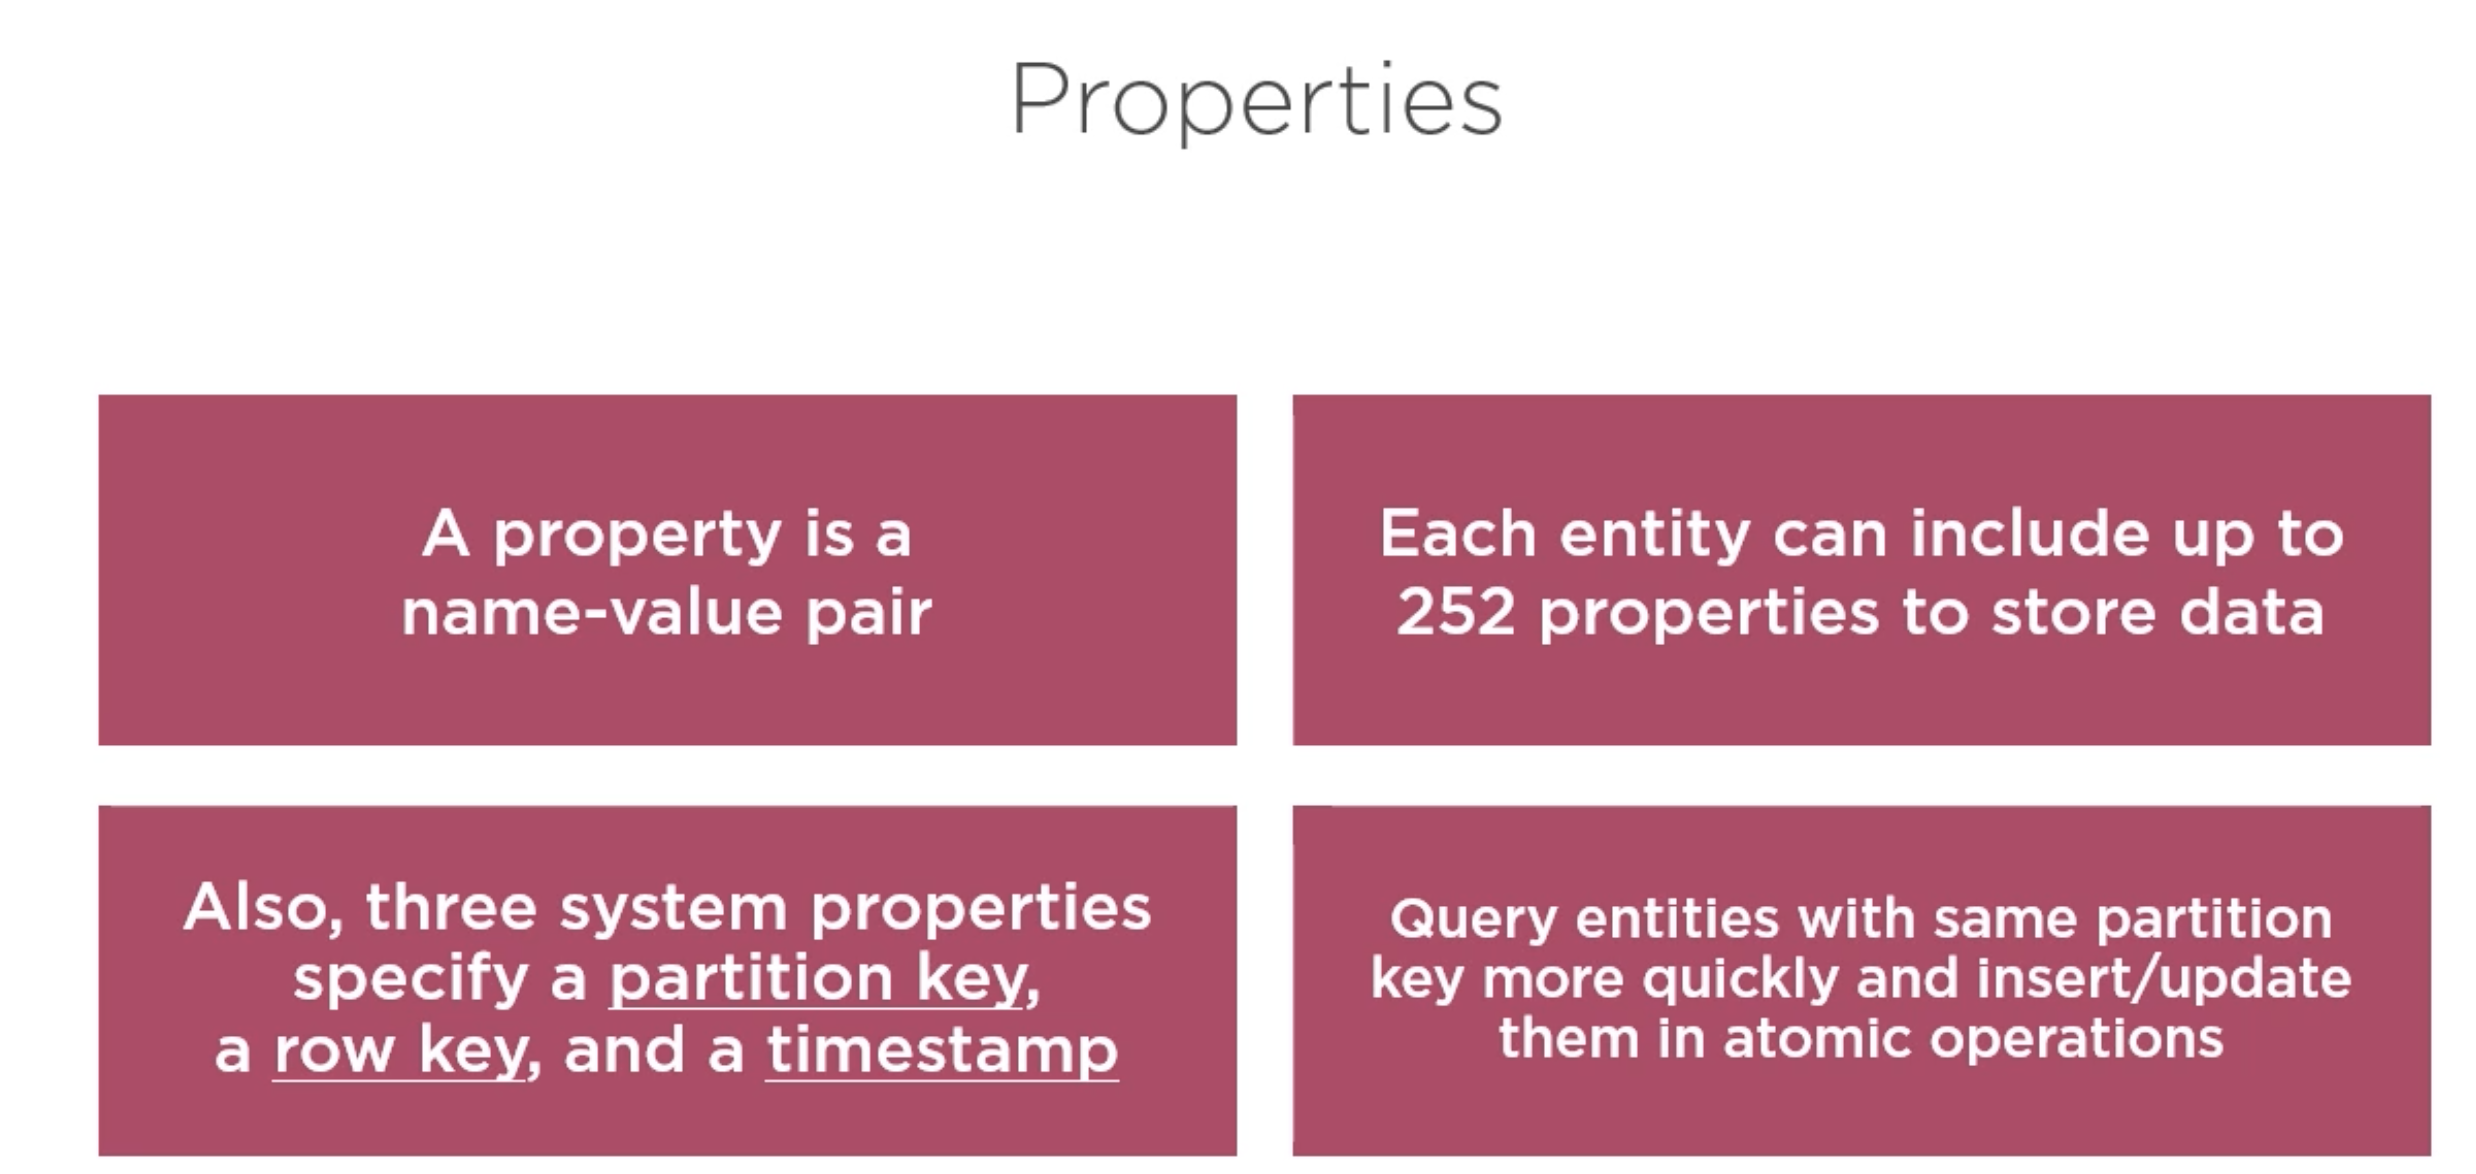 Properties
A property is a
name-value pair
Each entity can include up to
252 properties to store data
Also, three system properties
specify a partition key,
a row key, and a timestamp
Query entities with same partition
key more quickly and insert/update
them in atomic operations